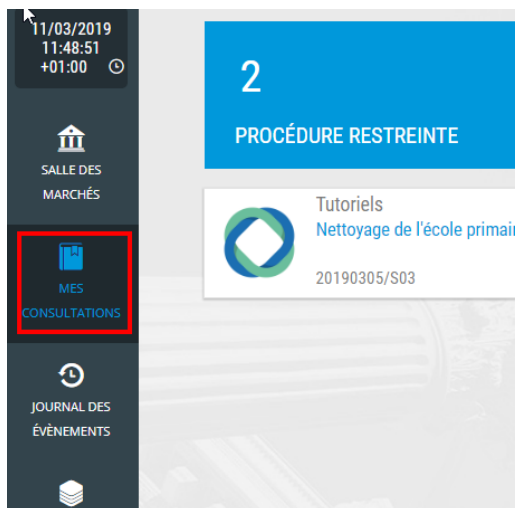 11/03/2019
11:48:51
+01:00
SALLE DES
MARCHÉS
MES
CONSULTATIONS
JOURNAL DES
ÉVÈNEMENTS
2
PROCÉDURE RESTREINTE
Tutoriels
Nettoyage de l'école primair
20190305/S03